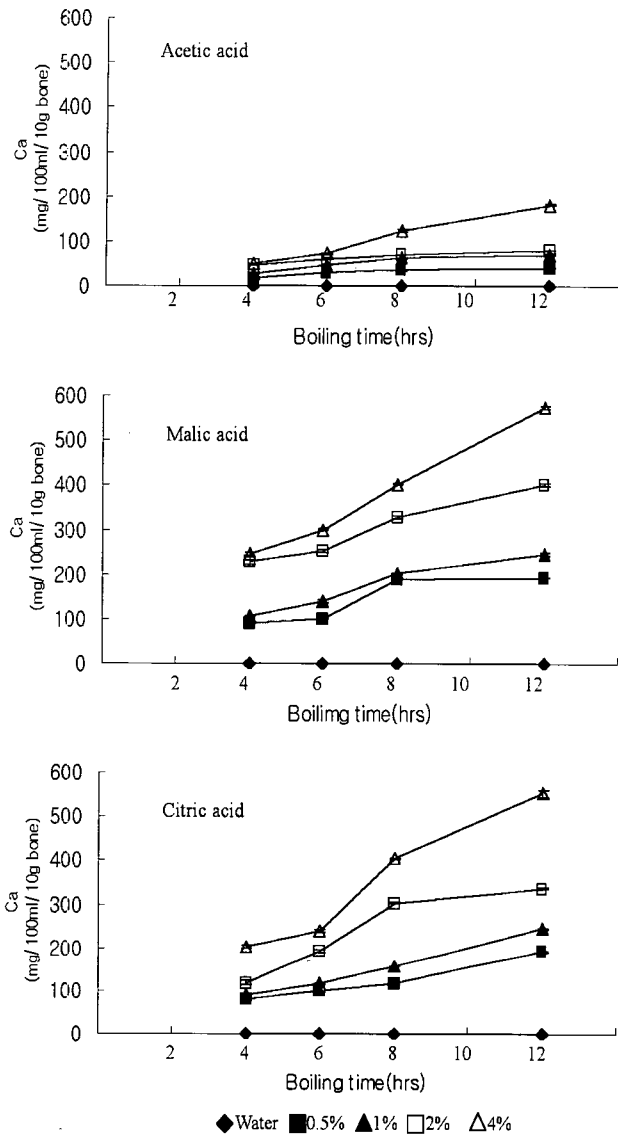 600
Acetic acid
500
400
300
200
100
0
Ca
(mg/100ml/10g bone)
2 4 6 8 10 12
Boiling time(hrs)
600
Malic acid
500
400
300
200
100
0
Ca
(mg/100ml/10g bone)
2 4 6 8 10 12
Boilimg time(hrs)
600
Citric acid
500
400
300
200
100
0
Ca
(mg/100ml/10g bone)
2 4 6 8 10 12
Boiling time(hrs)
◆Water ■0.5% ▲1% □2% △4%